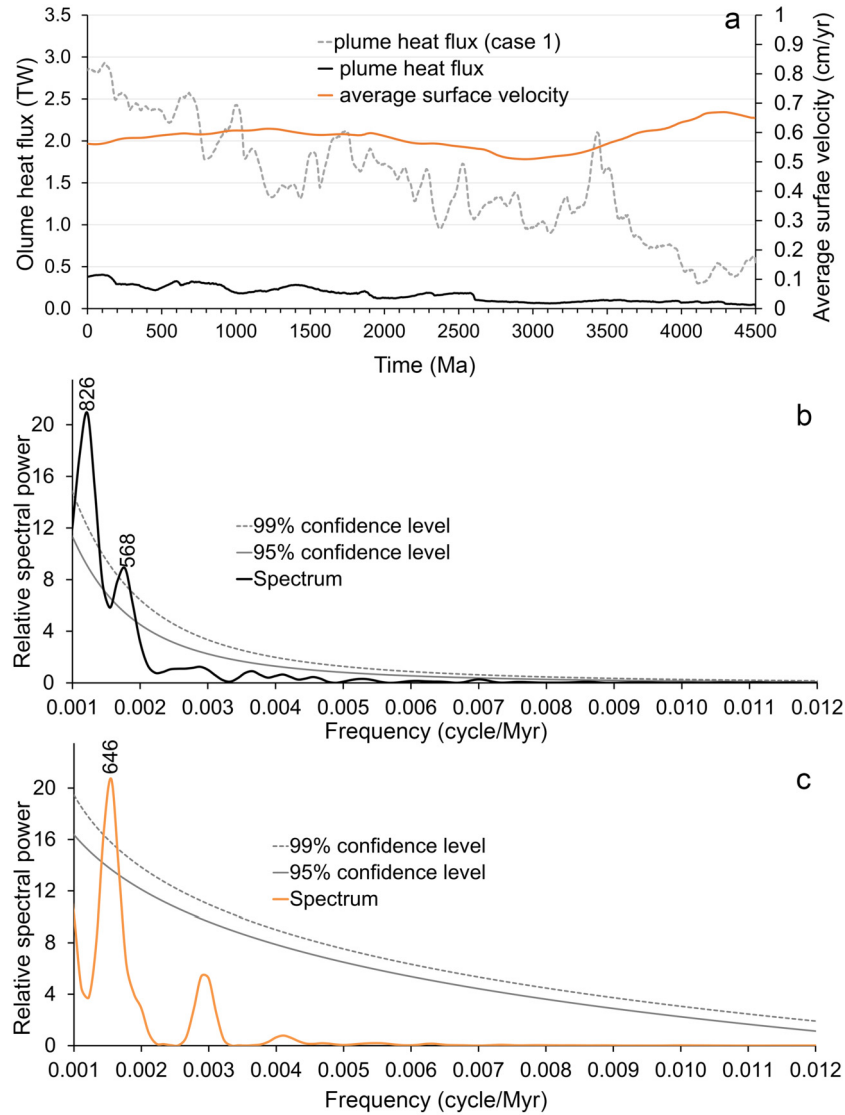 a
3.5
3.0
2.5
2.0
1.5
1.0
0.5
0.0
Olume heat flux (TW)
plume heat flux (case 1)
plume heat flux
average surface velocity
1
0.9
0.8
0.7
0.6
0.5
0.4
0.3
0.2
0.1
0
Average surfae velocity (cm/yr)
0 500 1000 1500 2000 2500 3000 3500 4000 4500
Time (Ma)
b
826
568
20
16
12
8
4
0
Relative spectral power
99% confidence level
95% confidence level
Spectrum
0.001 0.002 0.003 0.004 0.005 0.006 0.007 0.008 0.009 0.010 0.011 0.012
Frequency (cycle/Myr)
c
646
20
16
12
8
4
0
Relative spectral power
99% confidence level
95% confidence level
Spectrum
0.001 0.002 0.003 0.004 0.005 0.006 0.007 0.008 0.009 0.010 0.011 0.012
Frequency (cycle/Myr)